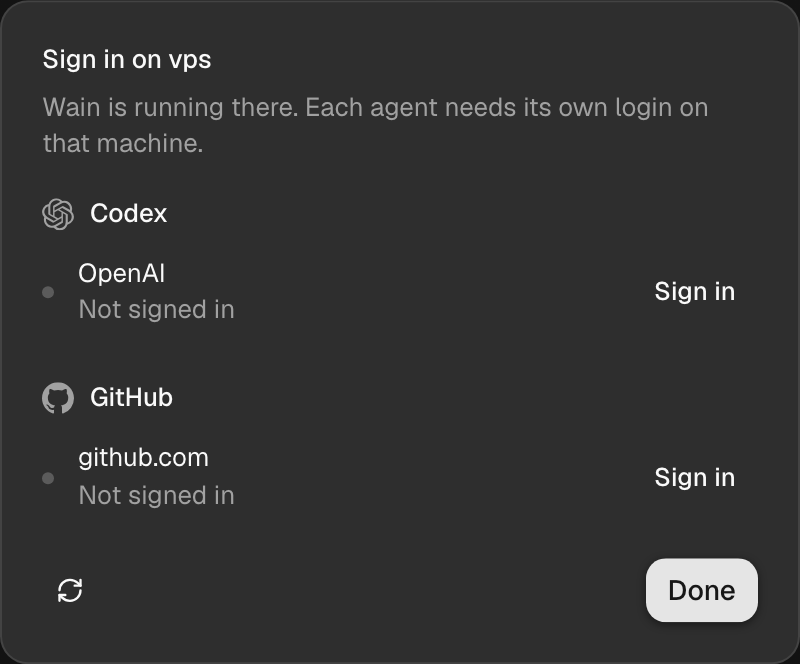 Sign in on vps
Wain is running there. Each agent needs its own login on
that machine.
Codex
OpenAI
Not signed in
Sign in
GitHub
github.com
Not signed in
Sign in
Done